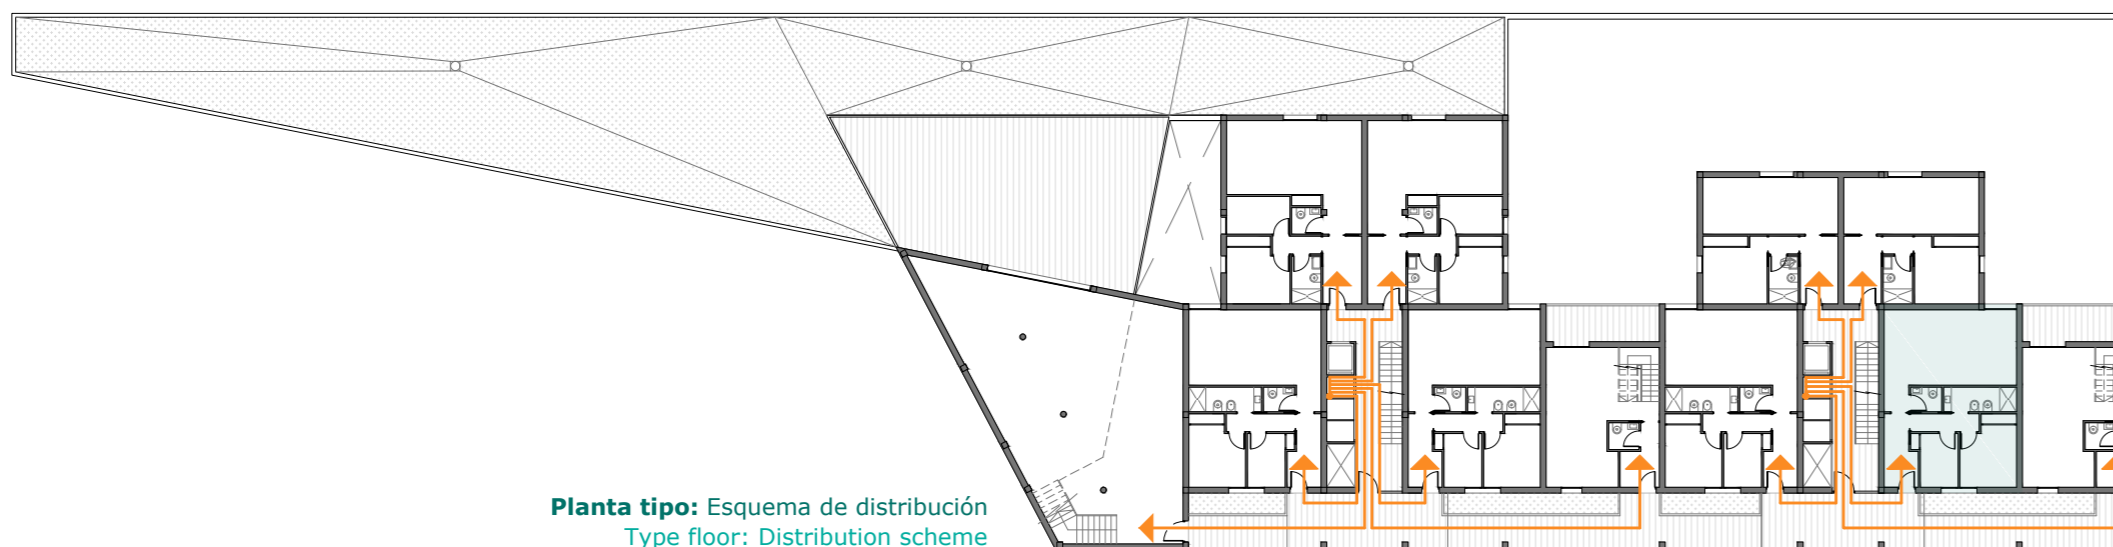 Planta tipo: Esquema de distribución
Type floor: Distribution scheme